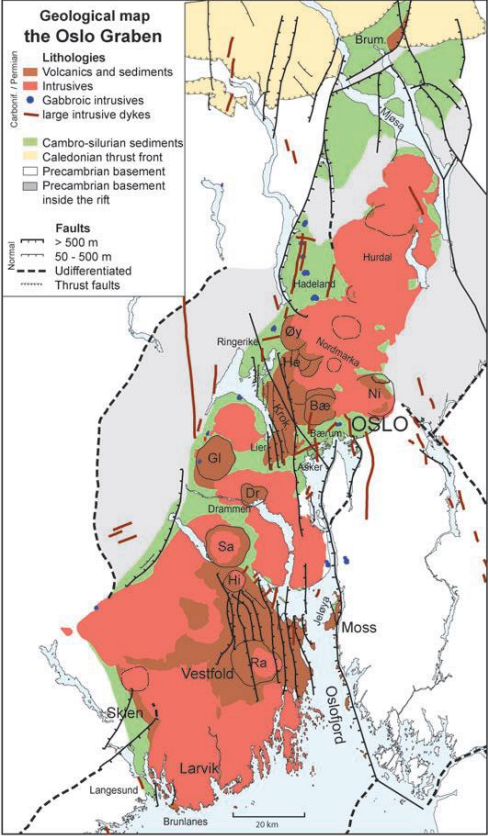 Geological map
the Oslo Graben
Carbonif. / Permian
Lithologies
Volcanics and sediments
Intrusives
Gabbroic intrusives
large intrusive dykes
Cambro-silurian sediments
Caledonian thrust front
Precambrian basement
Precambrian basement
inside the rift
Normal
Faults
> 500 m
50 - 500 m
Undifferentiated
Thrust faults
Brum.
Mjøsa
Hurdal
Hadeland
Ringerike
Øy
Nordmarka
He
Ni
Krok
Bæ
OSLO
Bærum
Lier
Asker
Gl
Dr
Drammen
Sa
Hi
Jeløya
Moss
Ra
Vestfold
Oslofjord
Skien
Larvik
Langesund
Brunlanes
20 km